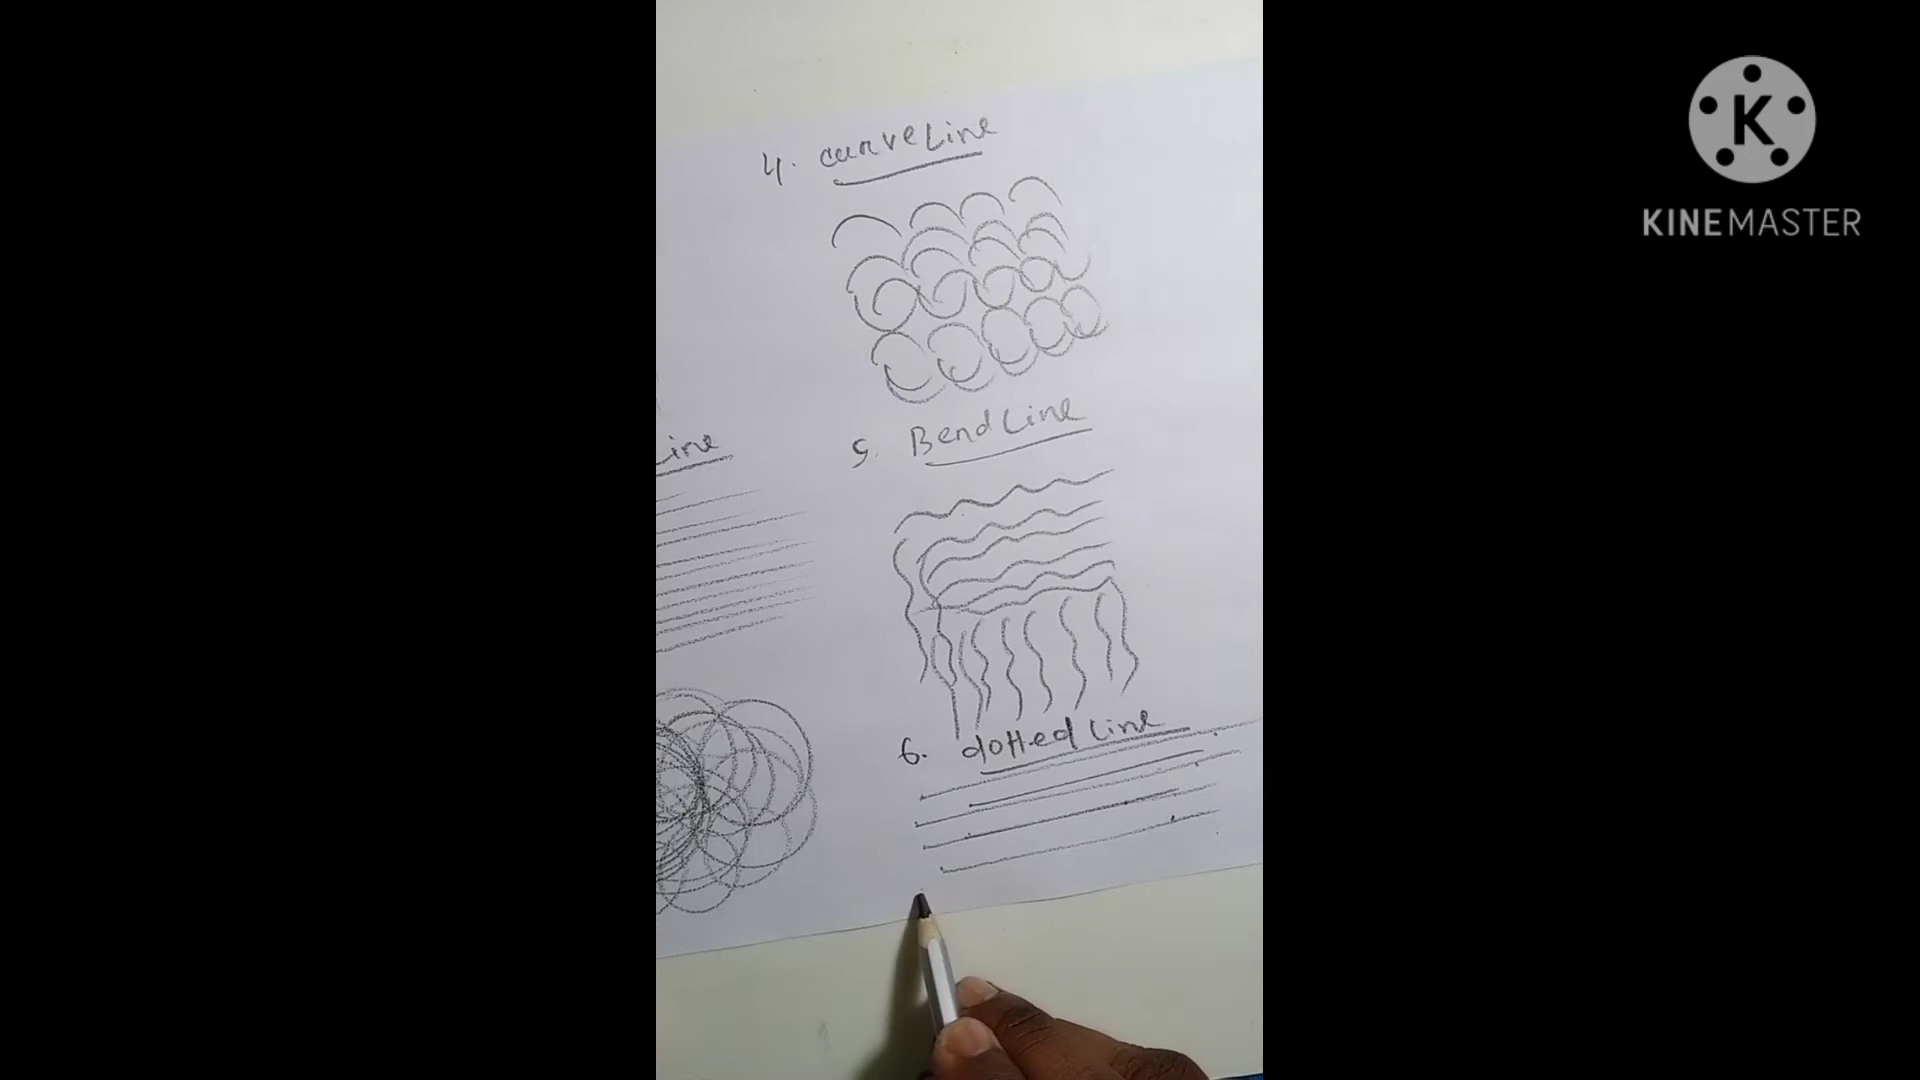 4. curve Line
Line
5. Bend Line
6. dotted Line
K
KINEMASTER